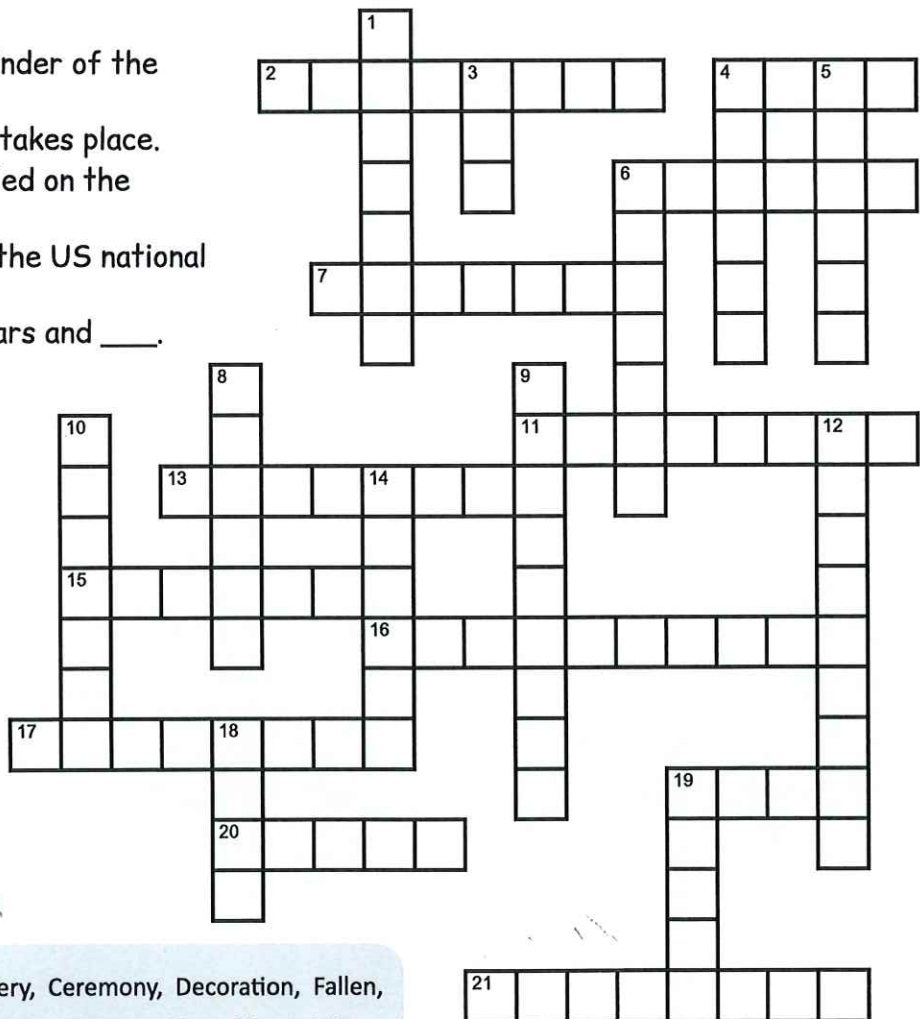 1
nder of the
2 3 4 5
takes place.
ed on the
6
the US national
7
ars and ____.
8 9
10 11 12
13 14
15
16
17 18
19
20
ery, Ceremony, Decoration, Fallen,
21